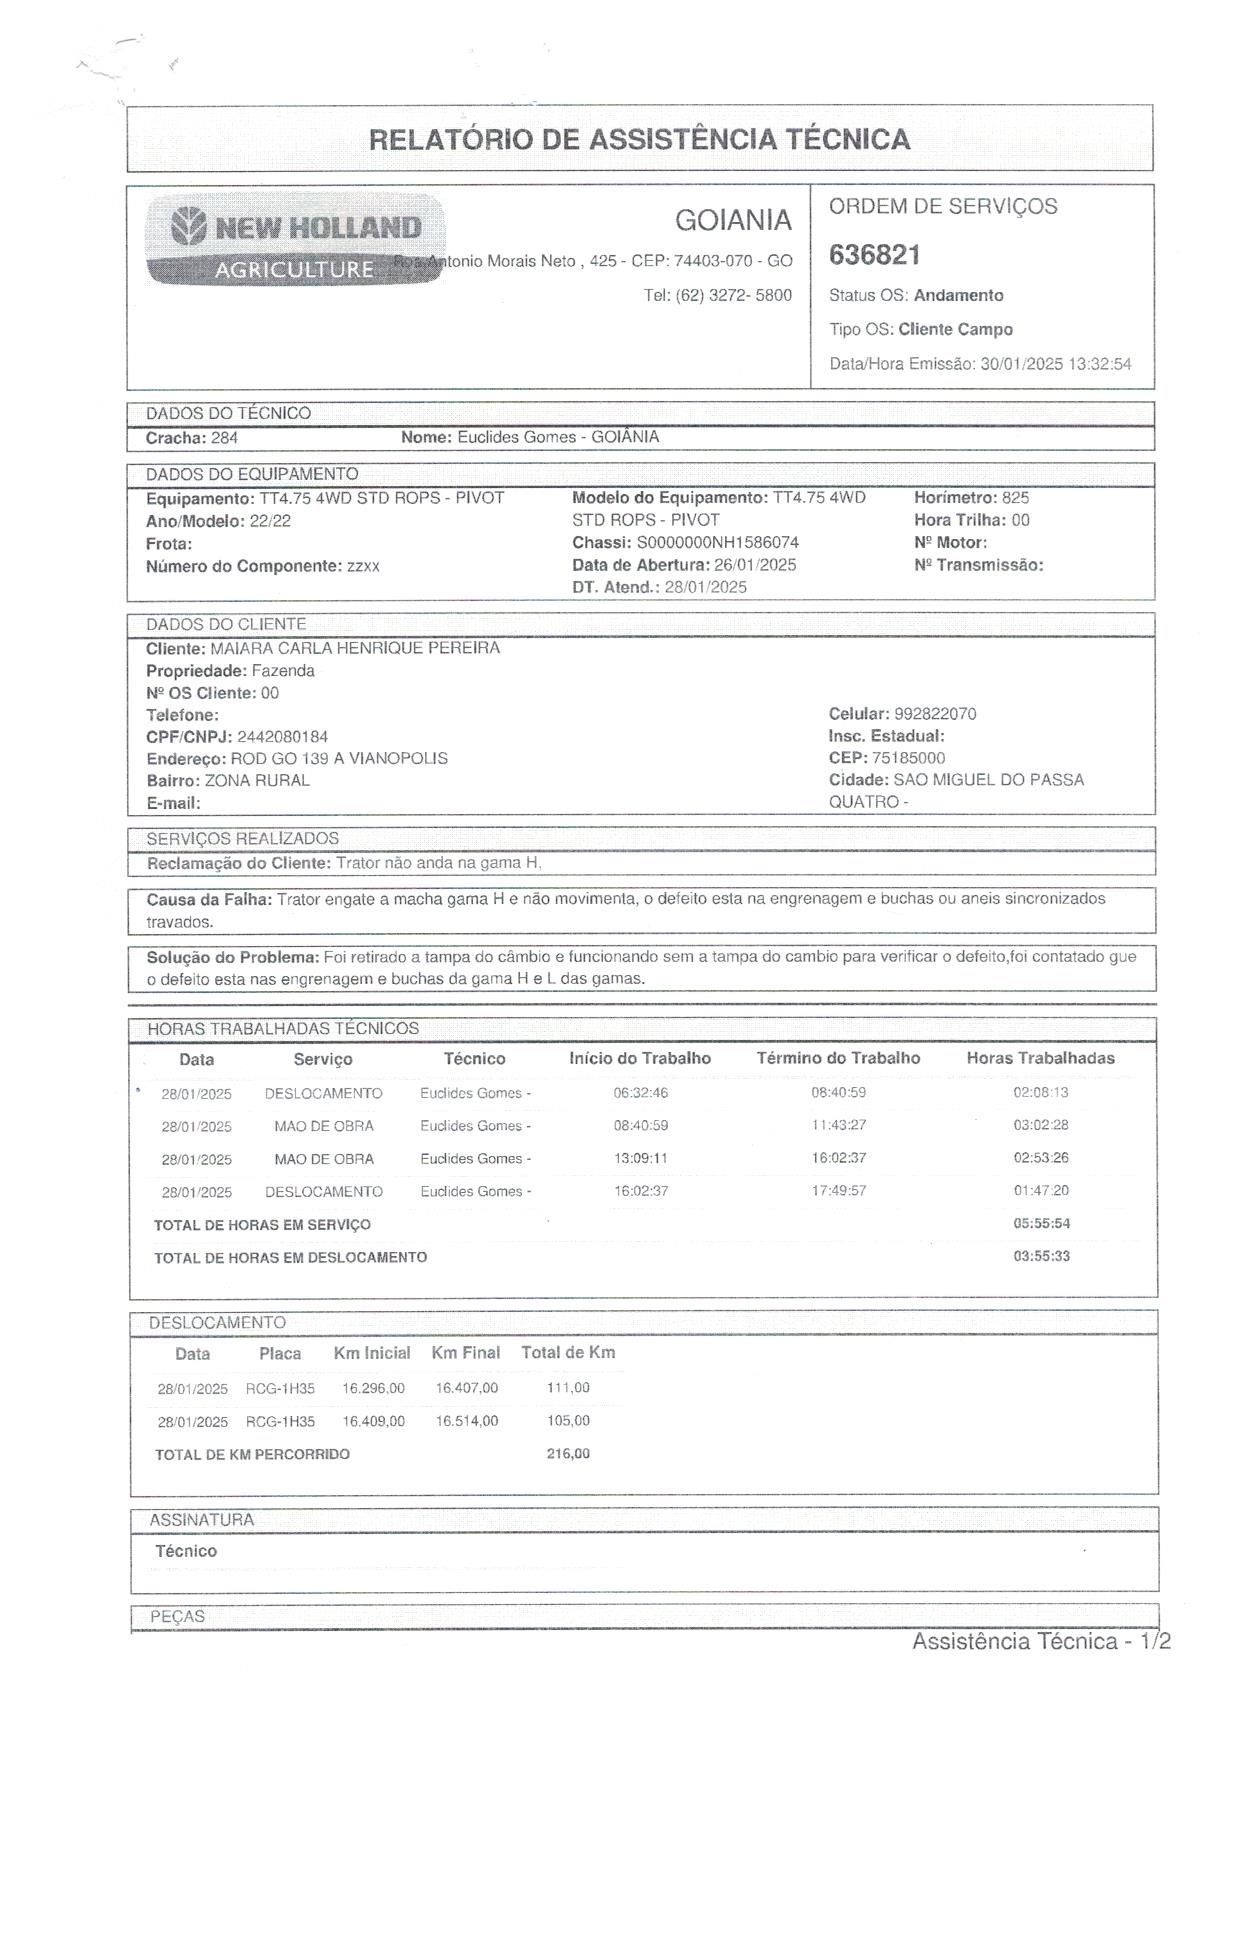 RELATÓRIO DE ASSISTÊNCIA TÉCNICA
NEW HOLLAND
AGRICULTURE
GOIANIA
Rua Antonio Morais Neto , 425 - CEP: 74403-070 - GO
Tel: (62) 3272- 5800
ORDEM DE SERVIÇOS
636821
Status OS: Andamento
Tipo OS: Cliente Campo
Data/Hora Emissão: 30/01/2025 13:32:54
DADOS DO TÉCNICO
Cracha: 284 Nome: Euclides Gomes - GOIÂNIA
DADOS DO EQUIPAMENTO
Equipamento: TT4.75 4WD STD ROPS - PIVOT
Ano/Modelo: 22/22
Frota:
Número do Componente: zzxx
Modelo do Equipamento: TT4.75 4WD
STD ROPS - PIVOT
Chassi: S0000000NH1586074
Data de Abertura: 26/01/2025
DT. Atend.: 28/01/2025
Horímetro: 825
Hora Trilha: 00
Nº Motor:
Nº Transmissão:
DADOS DO CLIENTE
Cliente: MAIARA CARLA HENRIQUE PEREIRA
Propriedade: Fazenda
Nº OS Cliente: 00
Telefone:
CPF/CNPJ: 2442080184
Endereço: ROD GO 139 A VIANOPOLIS
Bairro: ZONA RURAL
E-mail:
Celular: 992822070
Insc. Estadual:
CEP: 75185000
Cidade: SAO MIGUEL DO PASSA
QUATRO -
SERVIÇOS REALIZADOS
Reclamação do Cliente: Trator não anda na gama H,
Causa da Falha: Trator engate a macha gama H e não movimenta, o defeito esta na engrenagem e buchas ou aneis sincronizados
travados.
Solução do Problema: Foi retirado a tampa do câmbio e funcionando sem a tampa do cambio para verificar o defeito,foi contatado gue
o defeito esta nas engrenagem e buchas da gama H e L das gamas.
HORAS TRABALHADAS TÉCNICOS
Data Serviço Técnico Início do Trabalho Término do Trabalho Horas Trabalhadas
28/01/2025 DESLOCAMENTO Euclides Gomes - 06:32:46 08:40:59 02:08:13
28/01/2025 MAO DE OBRA Euclides Gomes - 08:40:59 11:43:27 03:02:28
28/01/2025 MAO DE OBRA Euclides Gomes - 13:09:11 16:02:37 02:53:26
28/01/2025 DESLOCAMENTO Euclides Gomes - 16:02:37 17:49:57 01:47:20
TOTAL DE HORAS EM SERVIÇO 05:55:54
TOTAL DE HORAS EM DESLOCAMENTO 03:55:33
DESLOCAMENTO
Data Placa Km Inicial Km Final Total de Km
28/01/2025 RCG-1H35 16.296,00 16.407,00 111,00
28/01/2025 RCG-1H35 16.409,00 16.514,00 105,00
TOTAL DE KM PERCORRIDO 216,00
ASSINATURA
Técnico
PEÇAS
Assistência Técnica - 1/2